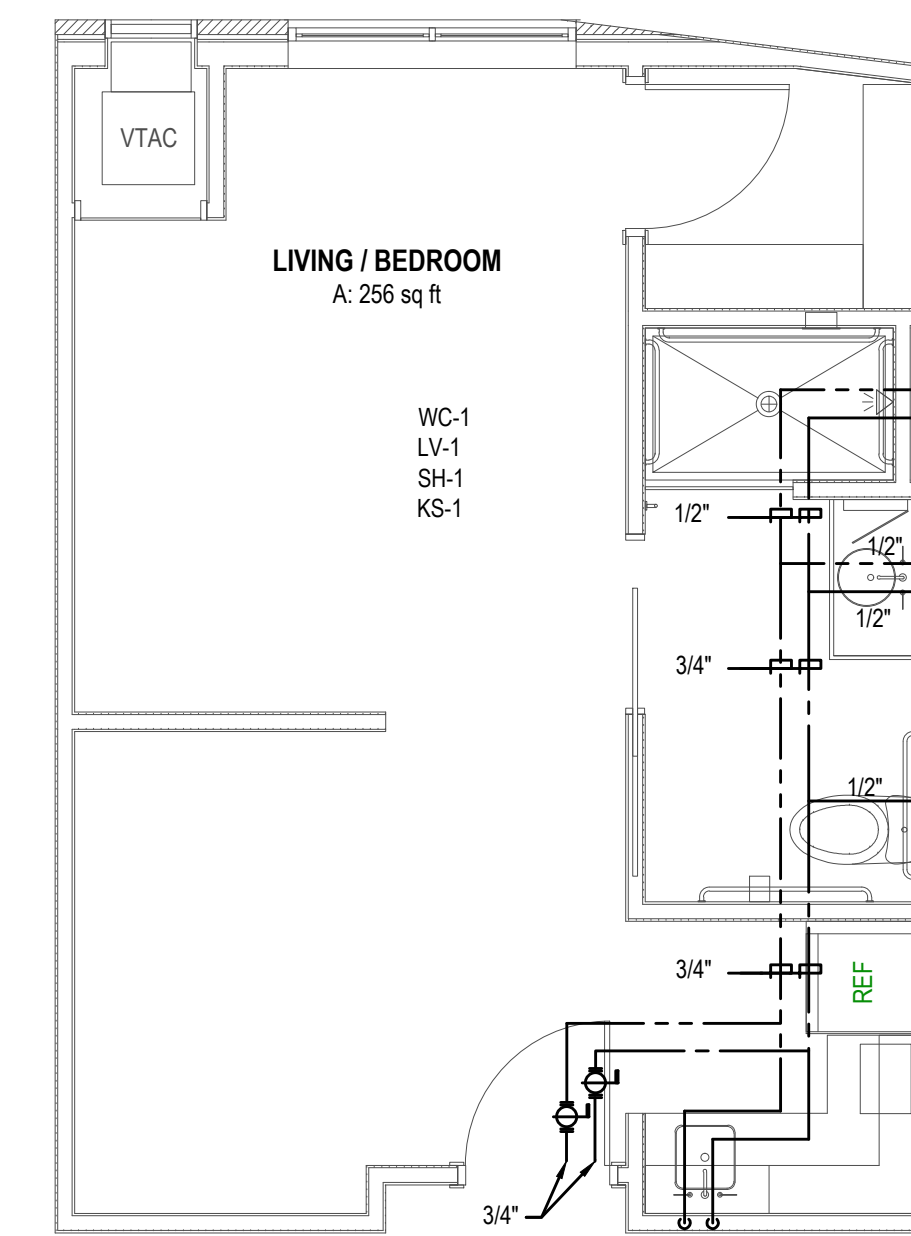 VTAC
LIVING / BEDROOM
A: 256 sq ft
WC-1
LV-1
SH-1
KS-1
1/2"
1/2"
1/2"
3/4"
1/2"
3/4"
REF
3/4"